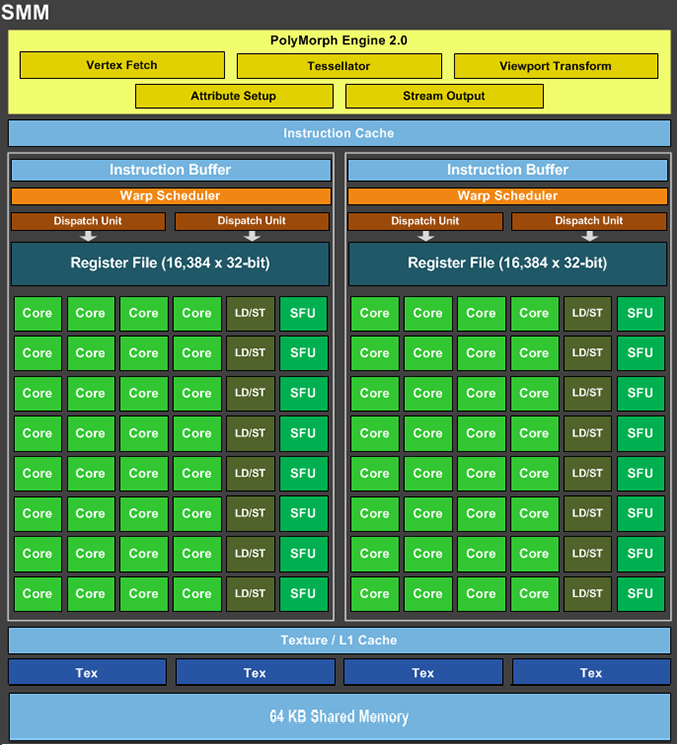 SMM
PolyMorph Engine 2.0
Vertex Fetch Tessellator Viewport Transform
Attribute Setup Stream Output
Instruction Cache
Instruction Buffer Instruction Buffer
Warp Scheduler Warp Scheduler
Dispatch Unit Dispatch Unit Dispatch Unit Dispatch Unit
Register File (16,384 x 32-bit) Register File (16,384 x 32-bit)
Core Core Core Core LD/ST SFU Core Core Core Core LD/ST SFU
Core Core Core Core LD/ST SFU Core Core Core Core LD/ST SFU
Core Core Core Core LD/ST SFU Core Core Core Core LD/ST SFU
Core Core Core Core LD/ST SFU Core Core Core Core LD/ST SFU
Core Core Core Core LD/ST SFU Core Core Core Core LD/ST SFU
Core Core Core Core LD/ST SFU Core Core Core Core LD/ST SFU
Core Core Core Core LD/ST SFU Core Core Core Core LD/ST SFU
Core Core Core Core LD/ST SFU Core Core Core Core LD/ST SFU
Texture / L1 Cache
Tex Tex Tex Tex
64 KB Shared Memory